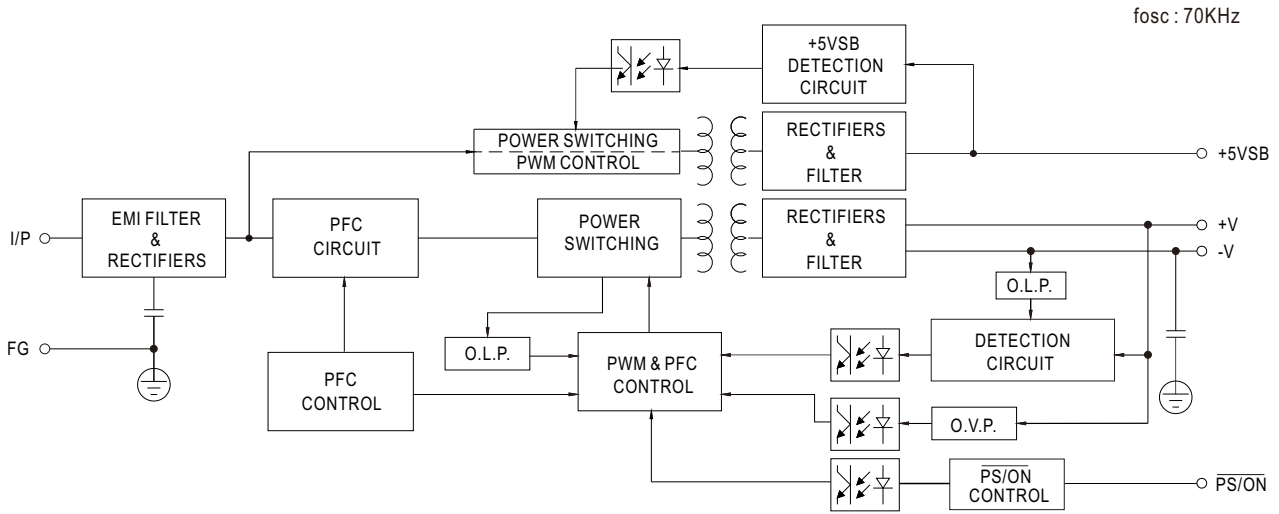 fosc : 70KHz
+5VSB
DETECTION
CIRCUIT
POWER SWITCHING
PWM CONTROL
RECTIFIERS
&
FILTER
+5VSB
I/P
EMI FILTER
&
RECTIFIERS
PFC
CIRCUIT
POWER
SWITCHING
RECTIFIERS
&
FILTER
+V
-V
O.L.P.
FG
O.L.P.
PFC
CONTROL
PWM & PFC
CONTROL
DETECTION
CIRCUIT
O.V.P.
PS/ON
CONTROL
PS/ON